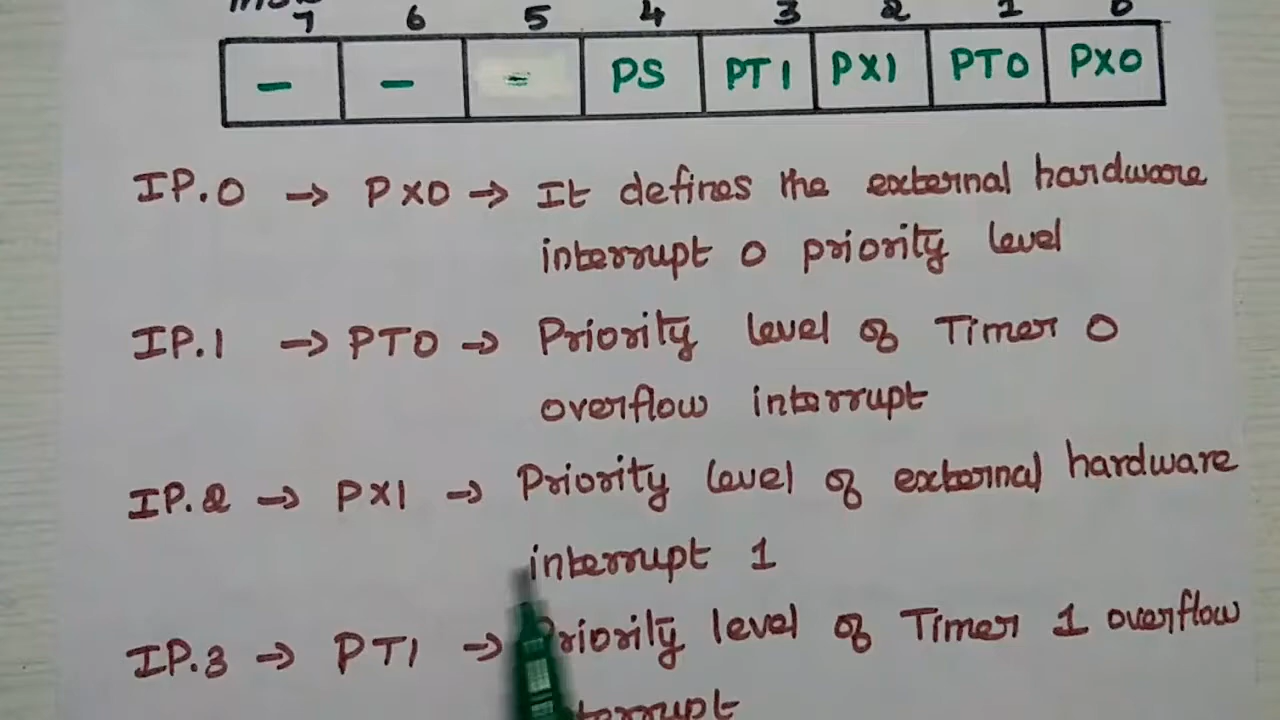 7 6 5 4 3 2 1 0
- - - PS PT1 PX1 PT0 PX0
IP.0 → PX0 → It defines the external hardware
interrupt 0 priority level
IP.1 → PT0 → Priority level of Timer 0
overflow interrupt
IP.2 → PX1 → Priority level of external hardware
interrupt 1
IP.3 → PT1 → Priority level of Timer 1 overflow
interrupt